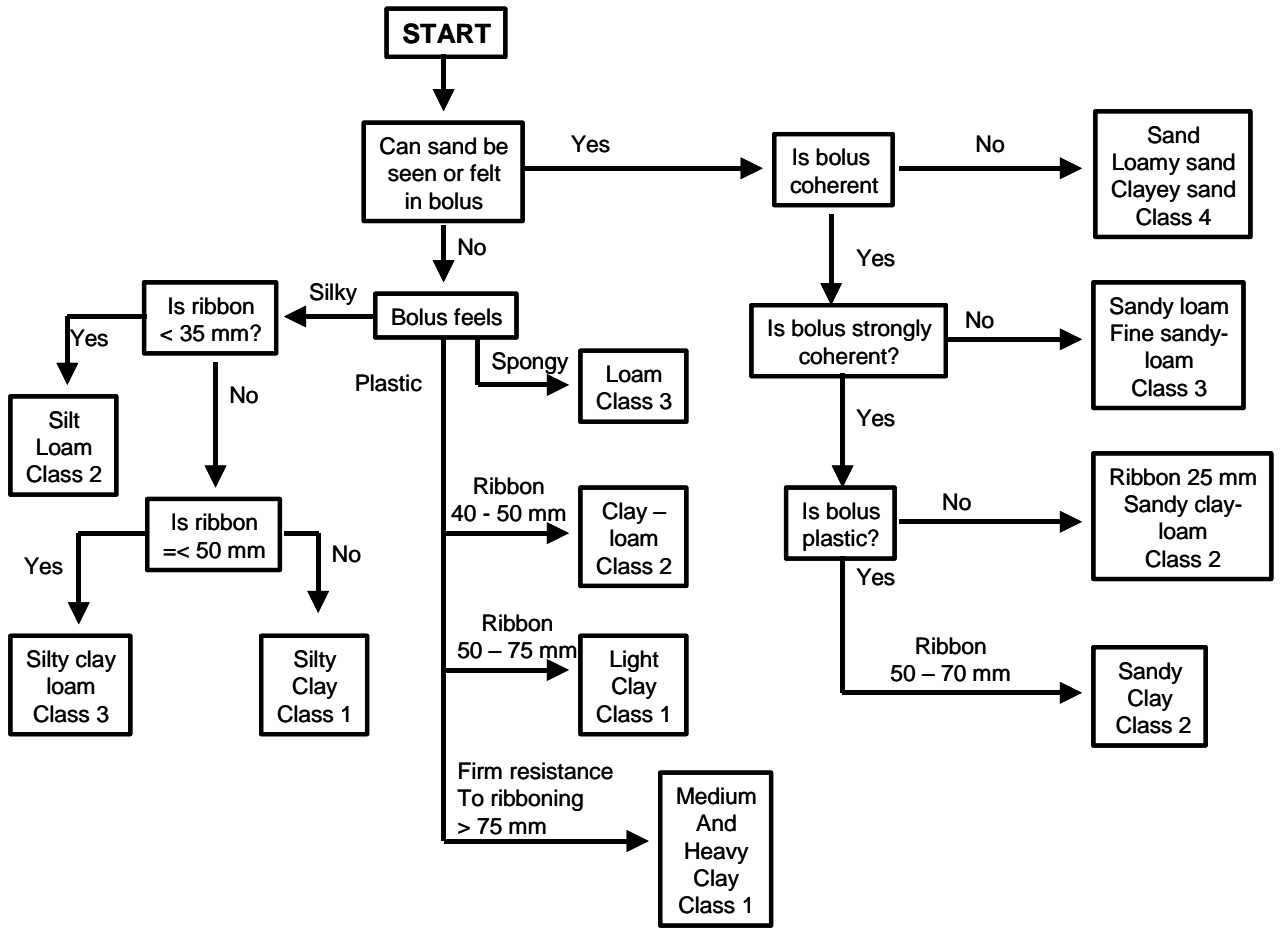 START
Can sand be
seen or felt
in bolus
Yes
Is bolus
coherent
No
Sand
Loamy sand
Clayey sand
Class 4
No
Yes
Is ribbon
< 35 mm?
Silky
Bolus feels
Yes
Is bolus strongly
coherent?
No
Sandy loam
Fine sandy-
loam
Class 3
Plastic
Spongy
Loam
Class 3
No
Silt
Loam
Class 2
Yes
Ribbon
40 - 50 mm
Clay –
loam
Class 2
Is bolus
plastic?
No
Ribbon 25 mm
Sandy clay-
loam
Class 2
Is ribbon
=< 50 mm
Yes
No
Yes
Silty clay
loam
Class 3
Silty
Clay
Class 1
Ribbon
50 – 75 mm
Light
Clay
Class 1
Ribbon
50 – 70 mm
Sandy
Clay
Class 2
Firm resistance
To ribboning
> 75 mm
Medium
And
Heavy
Clay
Class 1